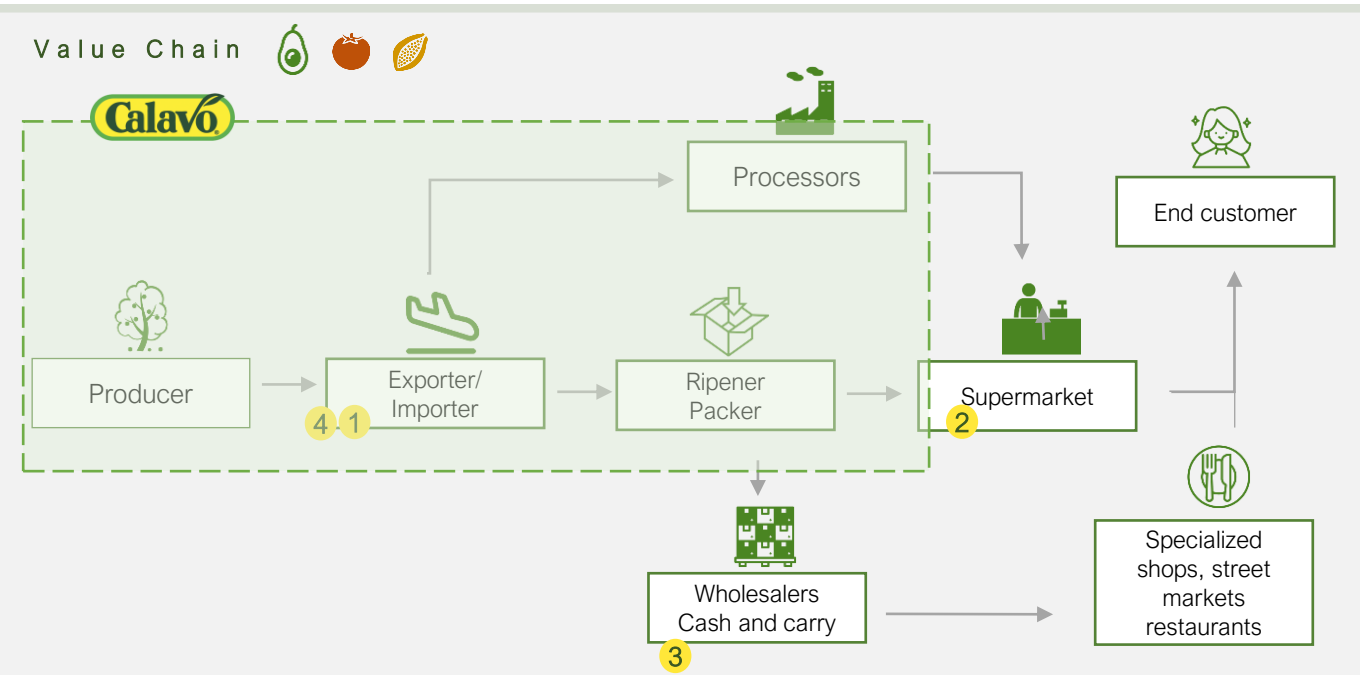 Value Chain
Calavo
Processors
End customer
Producer
Exporter/
Importer
4 1
Ripener
Packer
Supermarket
2
Wholesalers
Cash and carry
3
Specialized
shops, street
markets
restaurants